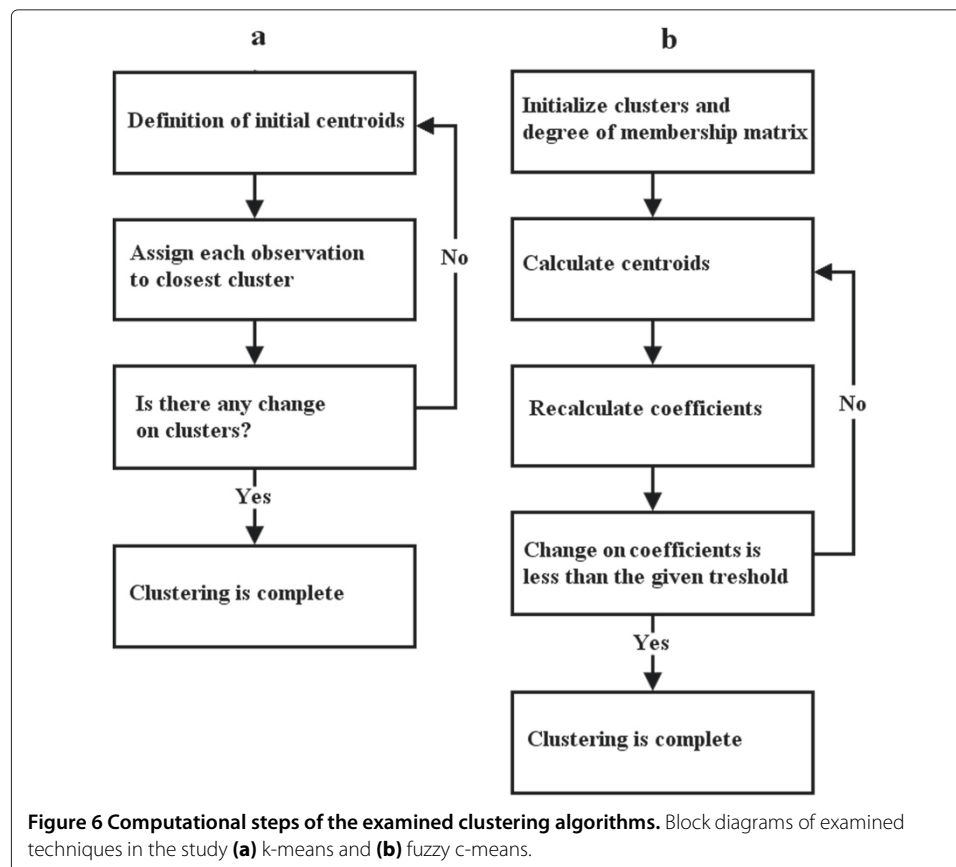 a
Definition of initial centroids
Assign each observation
to closest cluster
No
Is there any change
on clusters?
Yes
Clustering is complete
b
Initialize clusters and
degree of membership matrix
Calculate centroids
Recalculate coefficients
No
Change on coefficients is
less than the given treshold
Yes
Clustering is complete
Figure 6 Computational steps of the examined clustering algorithms. Block diagrams of examined
techniques in the study (a) k-means and (b) fuzzy c-means.